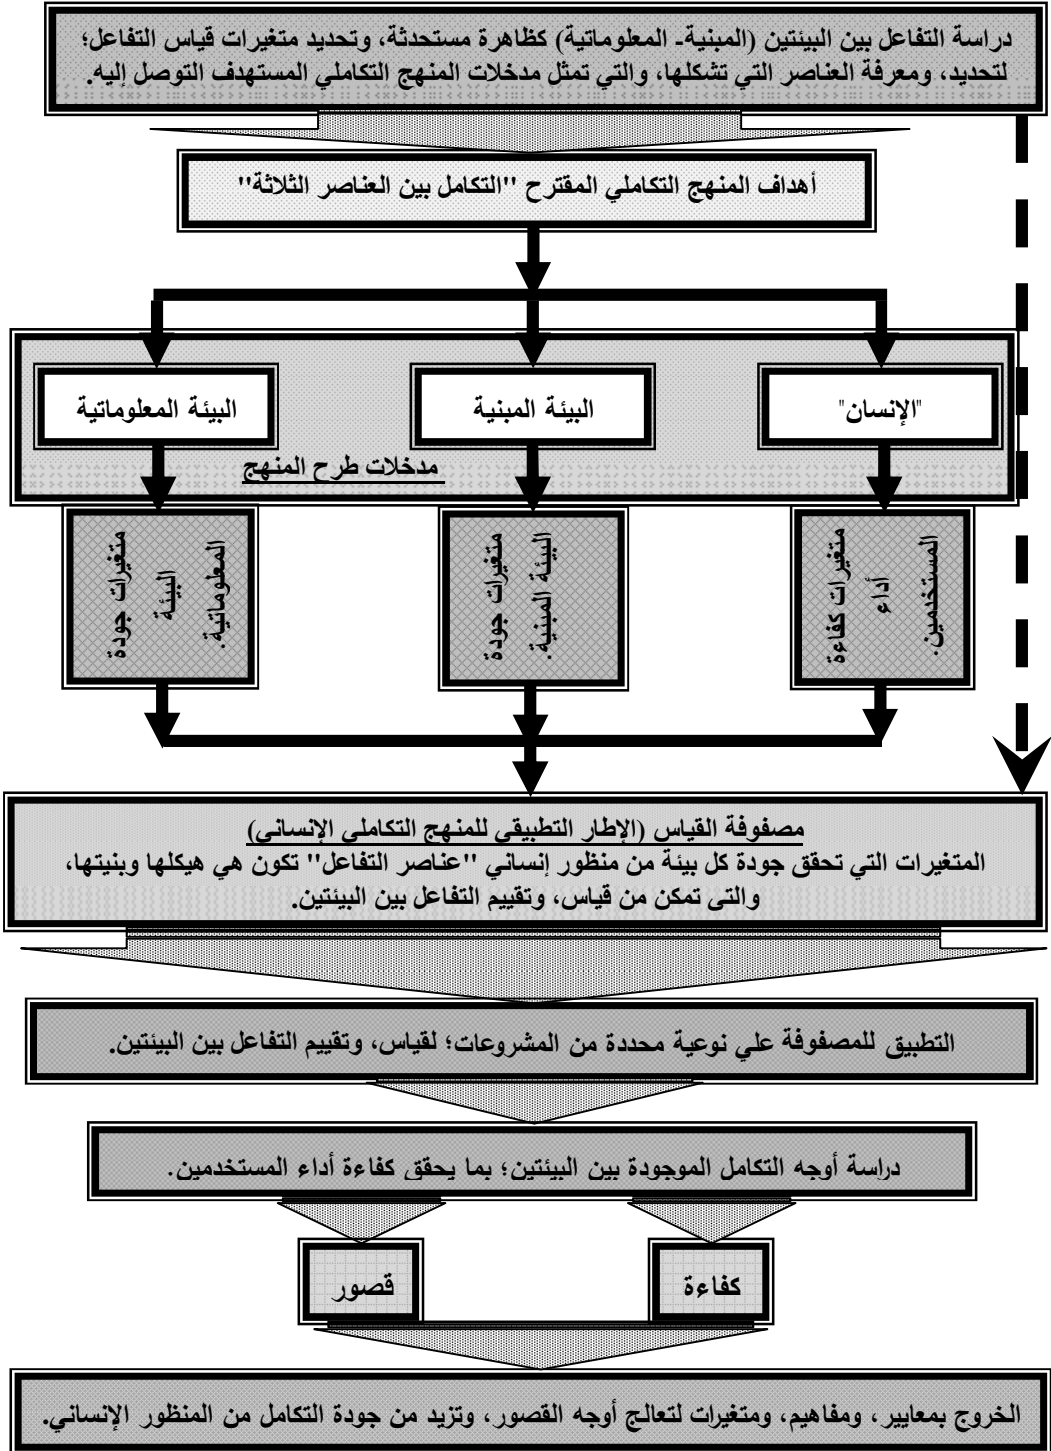 دراسة التفاعل بين البيئتين (المبنية- المعلوماتية) كظاهرة مستحدثة، وتحديد متغيرات قياس التفاعل؛
لتحديد، ومعرفة العناصر التي تشكلها، والتي تمثل مدخلات المنهج التكاملي المستهدف التوصل إليه.
أهداف المنهج التكاملي المقترح "التكامل بين العناصر الثلاثة"
"الإنسان"
البيئة المبنية
البيئة المعلوماتية
مدخلات طرح المنهج
متغيرات كفاءة
أداء
المستخدمين.
متغيرات جودة
البيئة المبنية.
متغيرات جودة
البيئة
المعلوماتية.
مصفوفة القياس (الإطار التطبيقي للمنهج التكاملي الإنساني)
المتغيرات التي تحقق جودة كل بيئة من منظور إنساني "عناصر التفاعل" تكون هي هيكلها وبنيتها،
والتى تمكن من قياس، وتقييم التفاعل بين البيئتين.
التطبيق للمصفوفة علي نوعية محددة من المشروعات؛ لقياس، وتقييم التفاعل بين البيئتين.
دراسة أوجه التكامل الموجودة بين البيئتين؛ بما يحقق كفاءة أداء المستخدمين.
كفاءة
قصور
الخروج بمعايير، ومفاهيم، ومتغيرات لتعالج أوجه القصور، وتزيد من جودة التكامل من المنظور الإنساني.